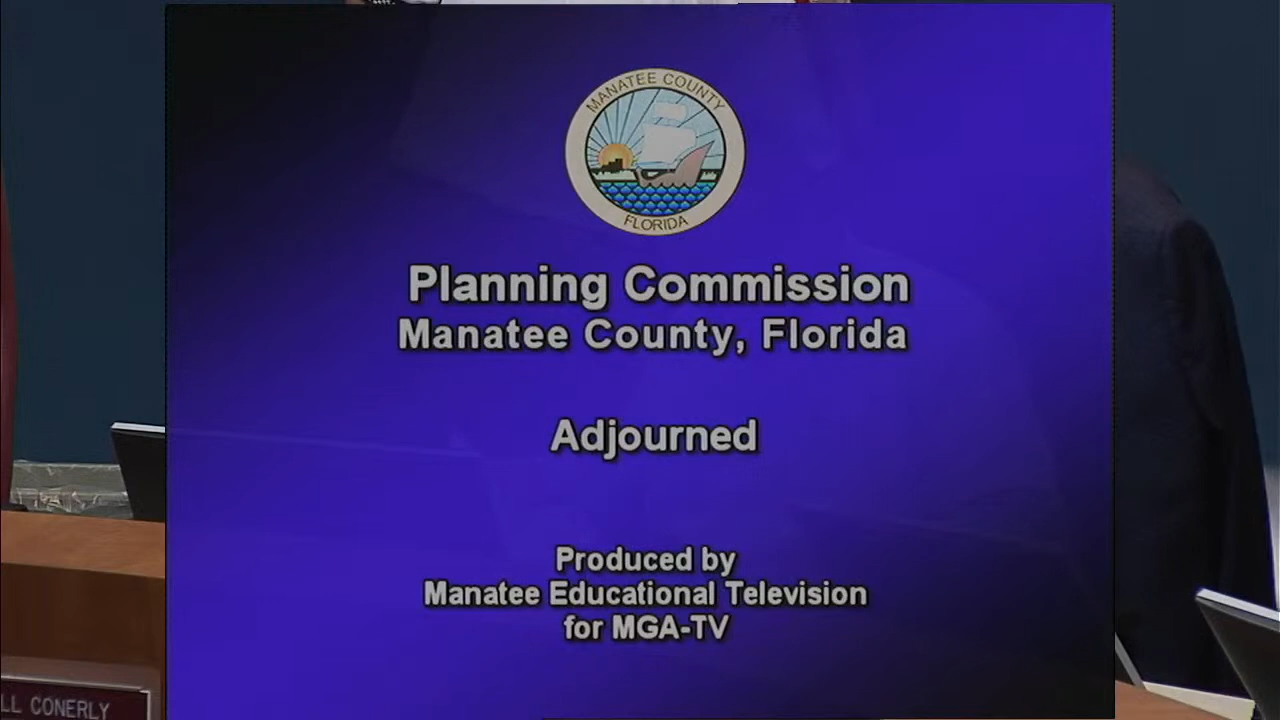 MANATEE COUNTY
FLORIDA
Planning Commission
Manatee County, Florida
Adjourned
Produced by
Manatee Educational Television
for MGA-TV
LL CONERLY